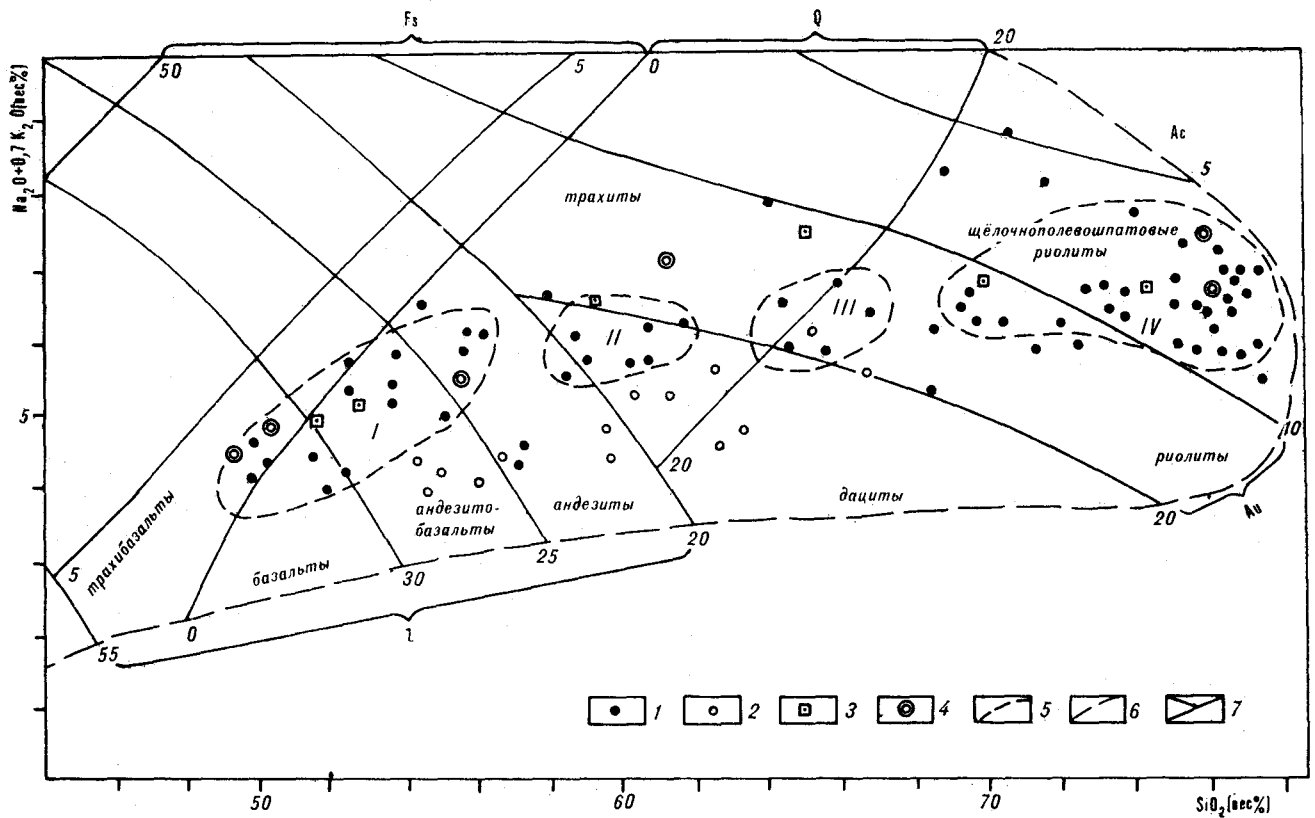 Fs
Q
50
5
0
20
Na₂O+0,7 K₂O (вес%)
Ac
5
трахиты
щёлочнополевошпатовые
риолиты
II
III
IV
I
5
10
20
риолиты
Au
дациты
20
20
андезиты
25
андезито-
базальты
30
базальты
0
трахибазальты
5
55
l
1
2
3
4
5
6
7
50
60
70
SiO₂ (вес%)